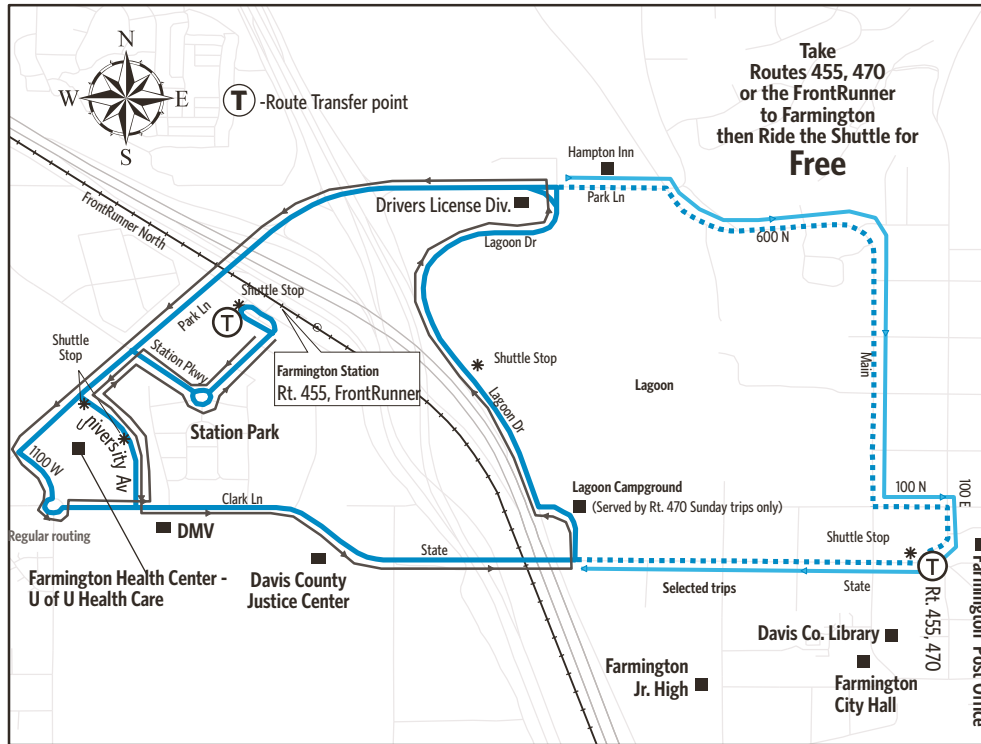 N
W
E
S
T -Route Transfer point
Take
Routes 455, 470
or the FrontRunner
to Farmington
then Ride the Shuttle for
Free
Hampton Inn
Park Ln
Drivers License Div.
Lagoon Dr
600 N
FrontRunner North
Shuttle Stop
Park Ln
T
Shuttle
Stop
Station Pkwy
Farmington Station
Rt. 455, FrontRunner
Shuttle Stop
Lagoon
Main
Lagoon Dr
Station Park
University Av
1100 W
Clark Ln
Regular routing
DMV
Lagoon Campground
(Served by Rt. 470 Sunday trips only)
100 N
100 E
Shuttle Stop
State
Farmington Health Center -
U of U Health Care
Davis County
Justice Center
Selected trips
State
T
Rt. 455, 470
Farmington Post Office
Davis Co. Library
Farmington
Jr. High
Farmington
City Hall